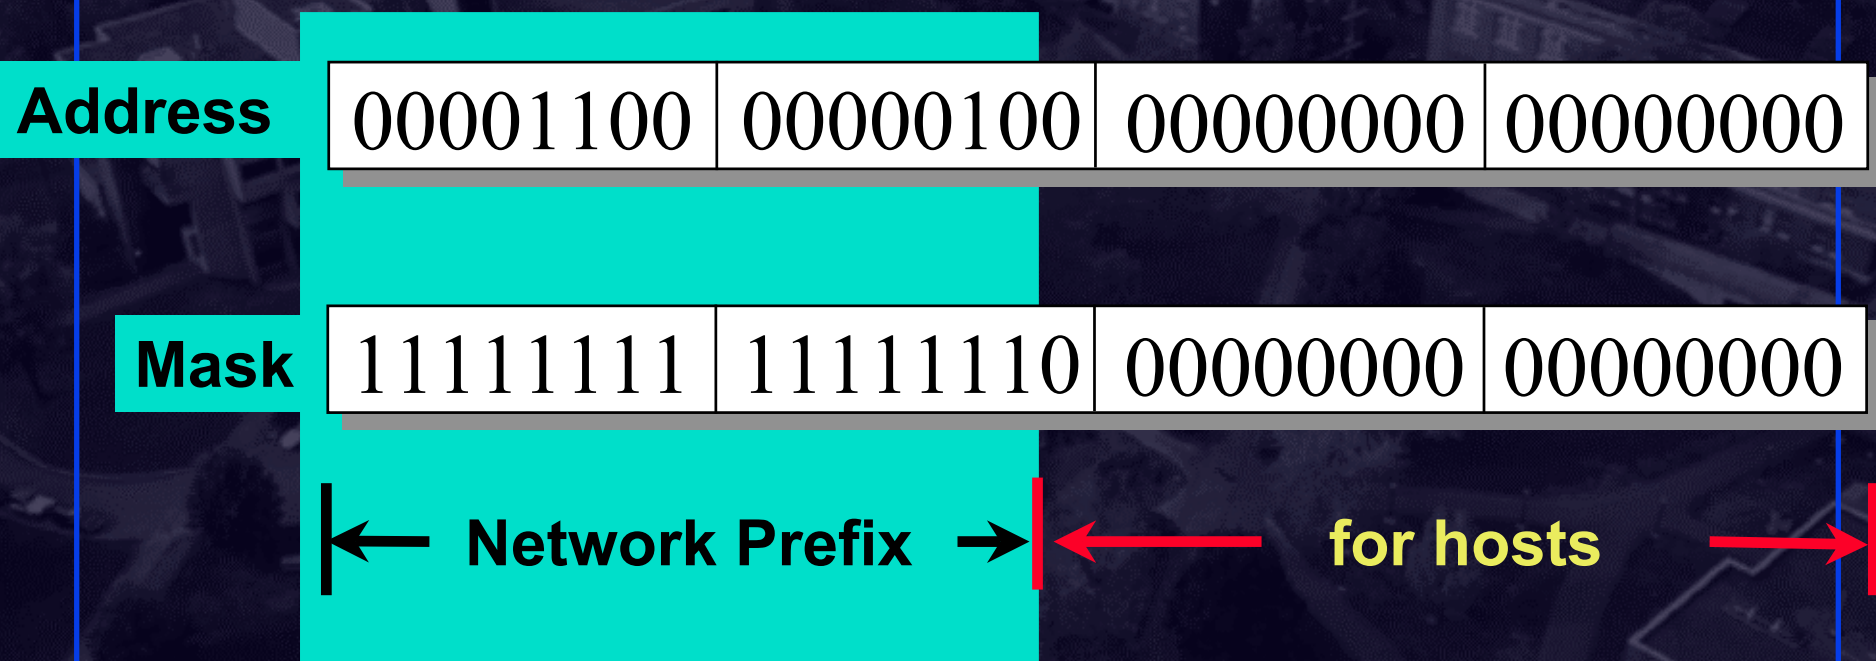 Address 00001100 00000100 00000000 00000000
Mask 11111111 11111110 00000000 00000000
Network Prefix for hosts